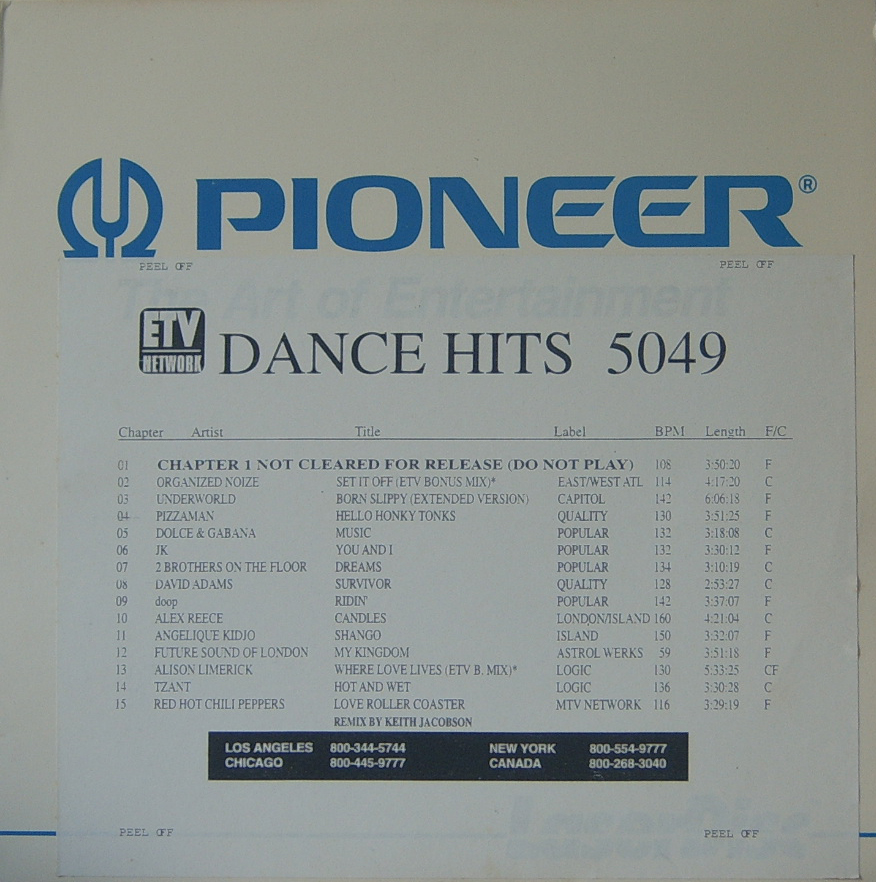 PIONEER®
PEEL OFF PEEL OFF
The Art of Entertainment
ETV NETWORK DANCE HITS 5049
Chapter Artist Title Label BPM Length F/C
01 CHAPTER 1 NOT CLEARED FOR RELEASE (DO NOT PLAY) 108 3:50:20 F
02 ORGANIZED NOIZE SET IT OFF (ETV BONUS MIX)* EAST/WEST ATL 114 4:17:20 C
03 UNDERWORLD BORN SLIPPY (EXTENDED VERSION) CAPITOL 142 6:06:18 F
04 PIZZAMAN HELLO HONKY TONKS QUALITY 130 3:51:25 F
05 DOLCE & GABANA MUSIC POPULAR 132 3:18:08 C
06 JK YOU AND I POPULAR 132 3:30:12 F
07 2 BROTHERS ON THE FLOOR DREAMS POPULAR 134 3:10:19 C
08 DAVID ADAMS SURVIVOR QUALITY 128 2:53:27 C
09 doop RIDIN' POPULAR 142 3:37:07 F
10 ALEX REECE CANDLES LONDON/ISLAND 160 4:21:04 C
11 ANGELIQUE KIDJO SHANGO ISLAND 150 3:32:07 F
12 FUTURE SOUND OF LONDON MY KINGDOM ASTROL WERKS 59 3:51:18 F
13 ALISON LIMERICK WHERE LOVE LIVES (ETV B. MIX)* LOGIC 130 5:33:25 CF
14 TZANT HOT AND WET LOGIC 136 3:30:28 C
15 RED HOT CHILI PEPPERS LOVE ROLLER COASTER MTV NETWORK 116 3:29:19 F
REMIX BY KEITH JACOBSON
LOS ANGELES 800-344-5744 NEW YORK 800-554-9777
CHICAGO 800-445-9777 CANADA 800-268-3040
LaserDisc
PEEL OFF PEEL OFF